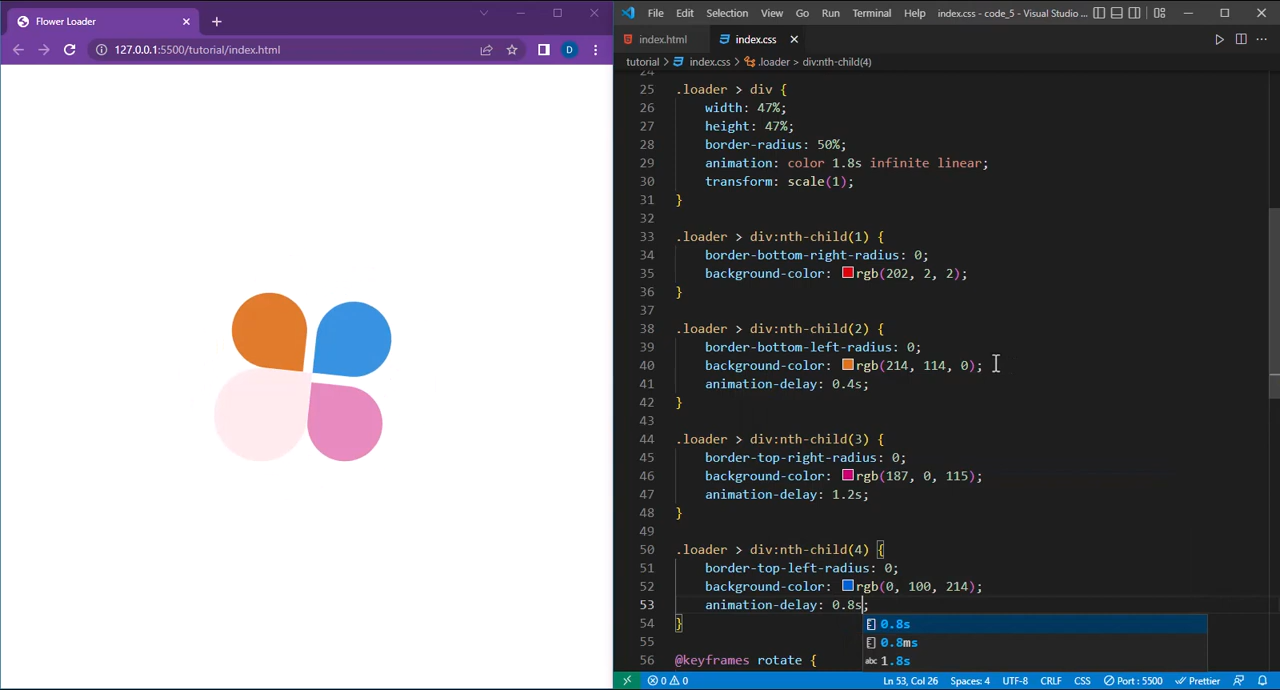 Flower Loader
127.0.0.1:5500/tutorial/index.html
D
File Edit Selection View Go Run Terminal Help index.css - code_5 - Visual Studio ...
index.html index.css
tutorial > index.css > .loader > div:nth-child(4)
24
25 .loader > div {
26 width: 47%;
27 height: 47%;
28 border-radius: 50%;
29 animation: color 1.8s infinite linear;
30 transform: scale(1);
31 }
32
33 .loader > div:nth-child(1) {
34 border-bottom-right-radius: 0;
35 background-color: rgb(202, 2, 2);
36 }
37
38 .loader > div:nth-child(2) {
39 border-bottom-left-radius: 0;
40 background-color: rgb(214, 114, 0);
41 animation-delay: 0.4s;
42 }
43
44 .loader > div:nth-child(3) {
45 border-top-right-radius: 0;
46 background-color: rgb(187, 0, 115);
47 animation-delay: 1.2s;
48 }
49
50 .loader > div:nth-child(4) {
51 border-top-left-radius: 0;
52 background-color: rgb(0, 100, 214);
53 animation-delay: 0.8s;
54 }
0.8s
55
0.8ms
56 @keyframes rotate {
abc 1.8s
0 0 Ln 53, Col 26 Spaces: 4 UTF-8 CRLF CSS Port : 5500 Prettier